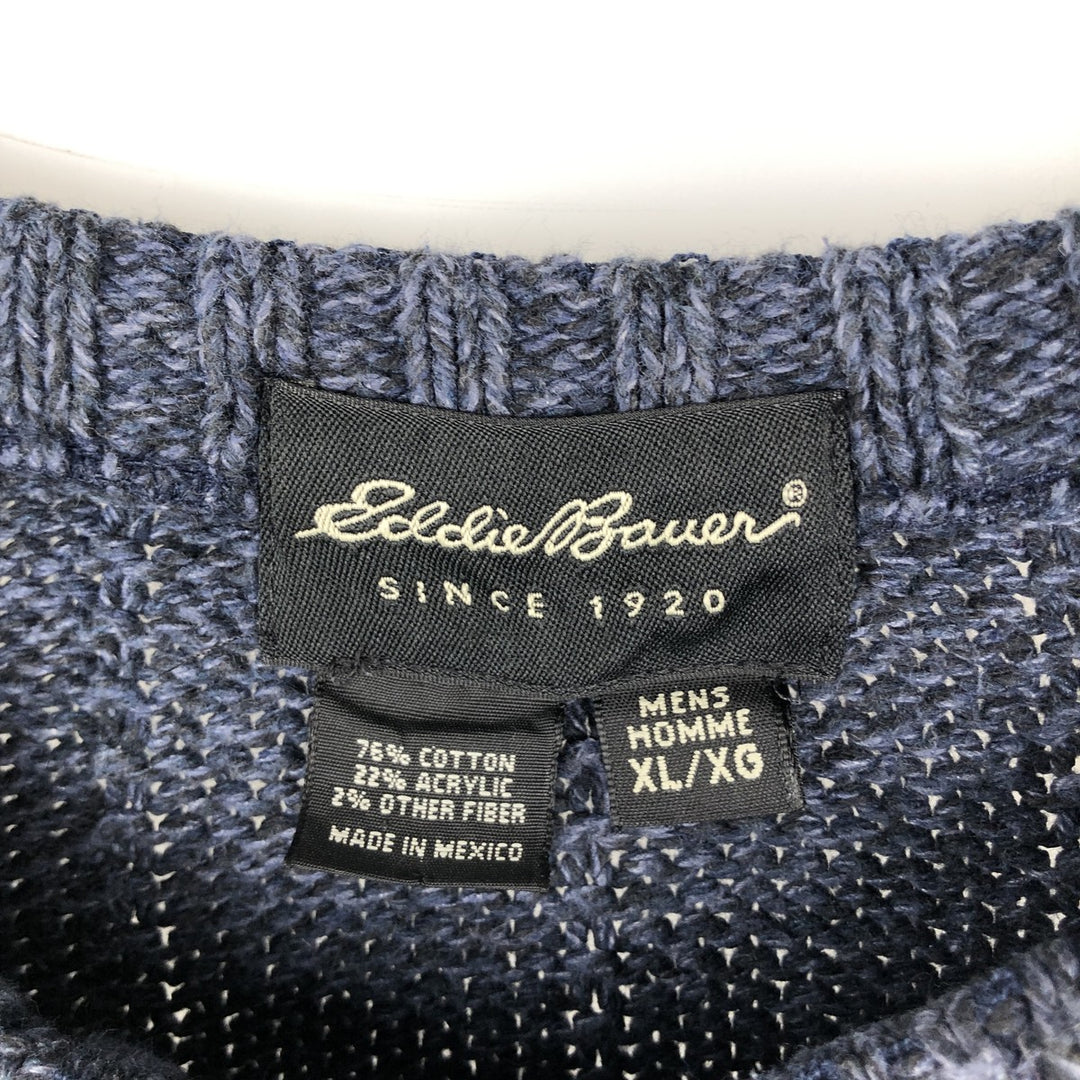 Eddie Bauer®
SINCE 1920
76% COTTON
22% ACRYLIC
2% OTHER FIBER
MADE IN MEXICO
MENS
HOMME
XL/XG